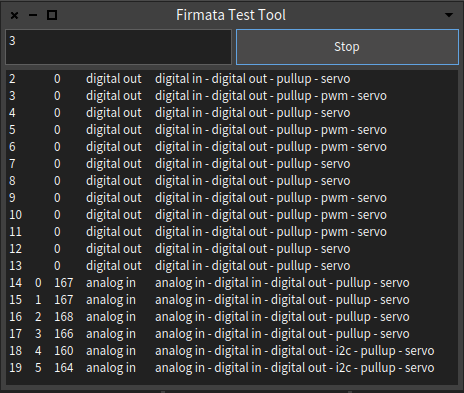 Firmata Test Tool
3
Stop
2 0 digital out digital in - digital out - pullup - servo
3 0 digital out digital in - digital out - pullup - pwm - servo
4 0 digital out digital in - digital out - pullup - servo
5 0 digital out digital in - digital out - pullup - pwm - servo
6 0 digital out digital in - digital out - pullup - pwm - servo
7 0 digital out digital in - digital out - pullup - servo
8 0 digital out digital in - digital out - pullup - servo
9 0 digital out digital in - digital out - pullup - pwm - servo
10 0 digital out digital in - digital out - pullup - pwm - servo
11 0 digital out digital in - digital out - pullup - pwm - servo
12 0 digital out digital in - digital out - pullup - servo
13 0 digital out digital in - digital out - pullup - servo
14 0 167 analog in analog in - digital in - digital out - pullup - servo
15 1 167 analog in analog in - digital in - digital out - pullup - servo
16 2 168 analog in analog in - digital in - digital out - pullup - servo
17 3 166 analog in analog in - digital in - digital out - pullup - servo
18 4 160 analog in analog in - digital in - digital out - i2c - pullup - servo
19 5 164 analog in analog in - digital in - digital out - i2c - pullup - servo